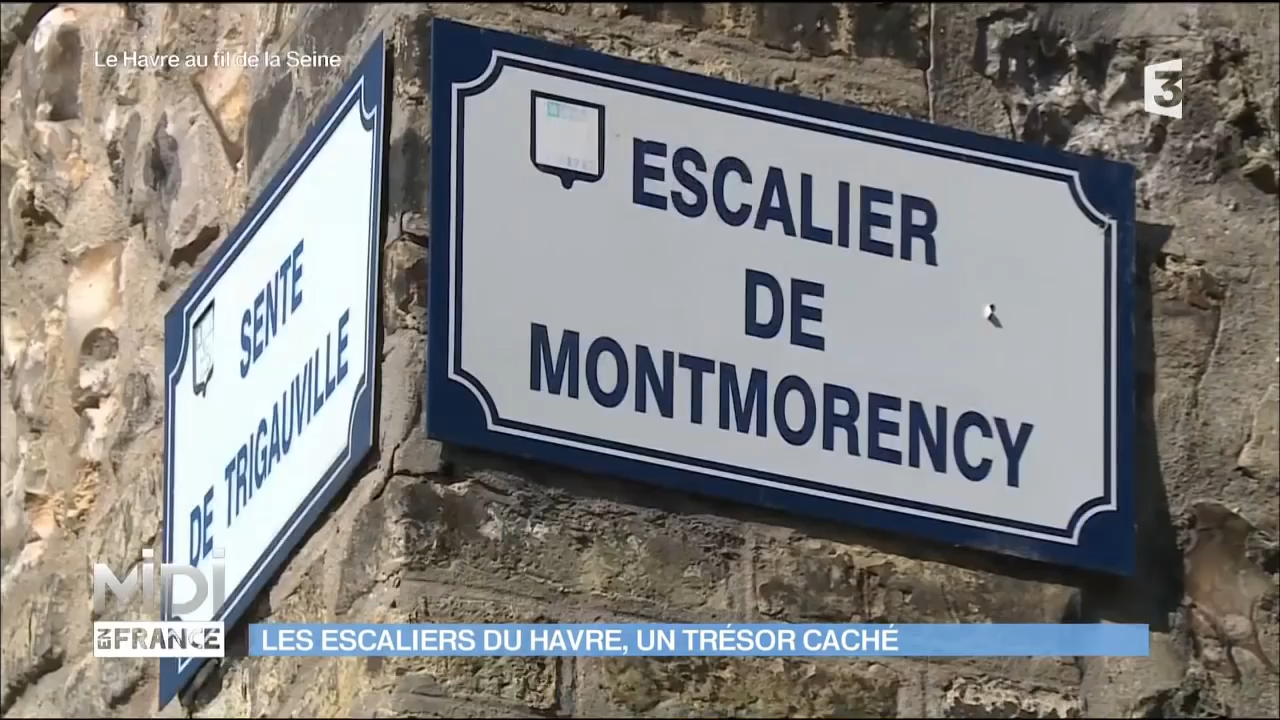 Le Havre au fil de la Seine
3
ESCALIER
DE
MONTMORENCY
SENTE
DE TRIGAUVILLE
MiDi
EN FRANCE
LES ESCALIERS DU HAVRE, UN TRÉSOR CACHÉ